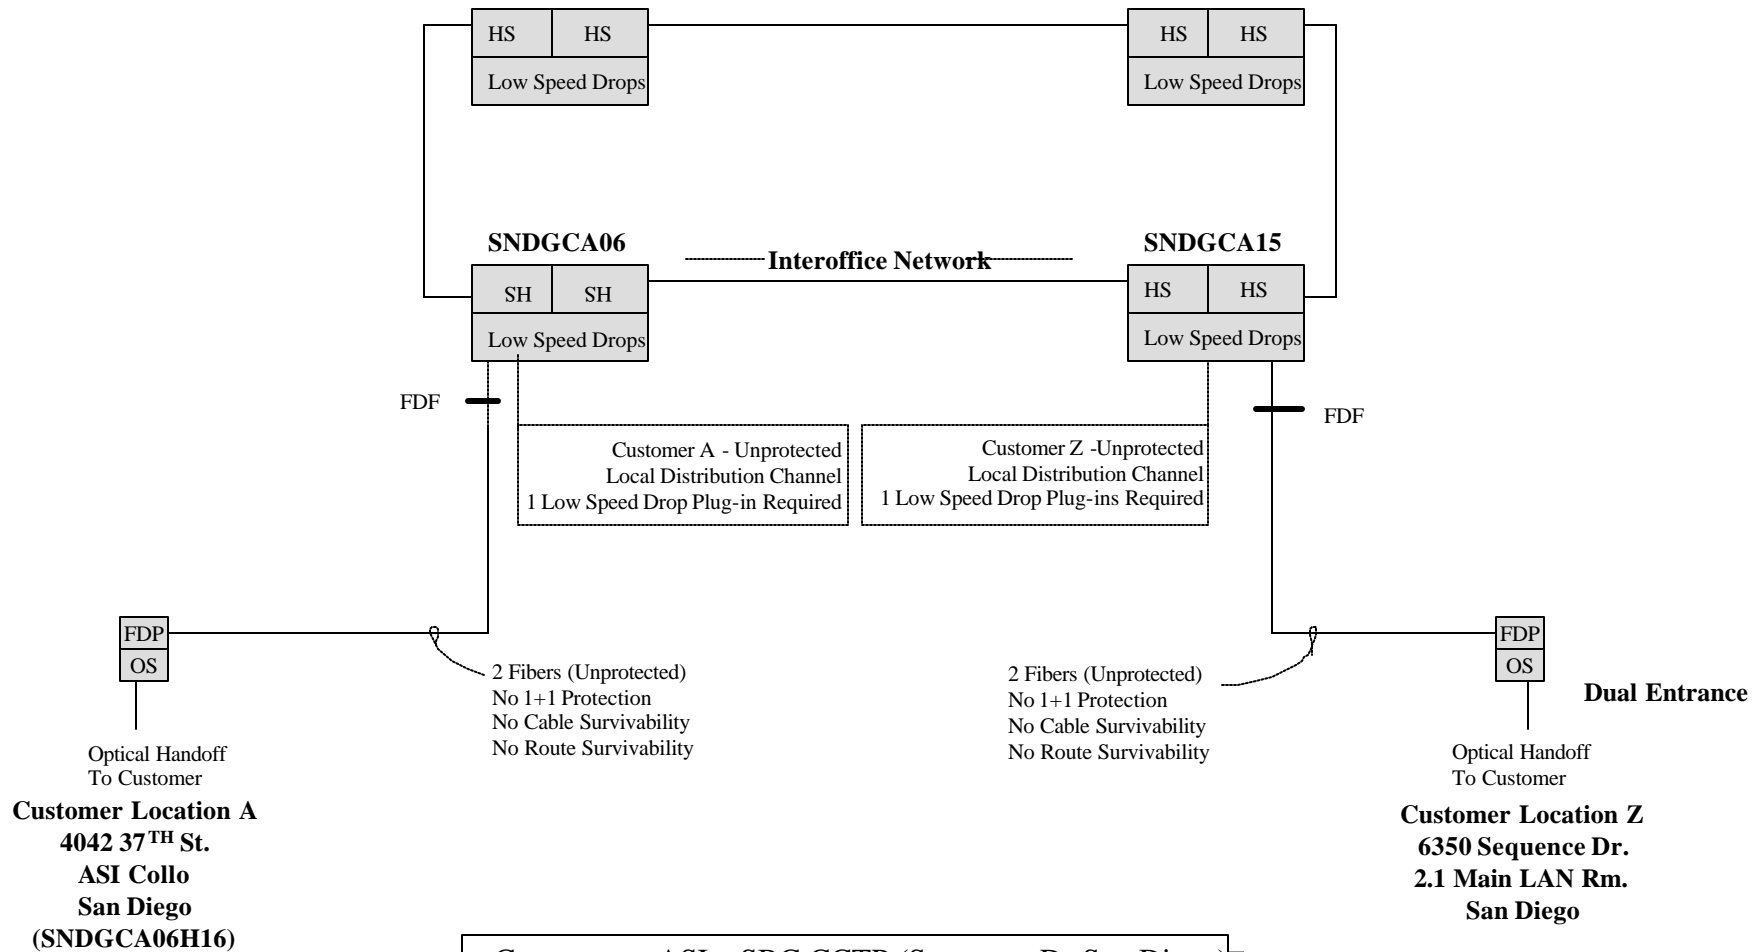 HS HS
Low Speed Drops
HS HS
Low Speed Drops
SNDGCA06
Interoffice Network
SNDGCA15
SH SH
Low Speed Drops
HS HS
Low Speed Drops
FDF
FDF
Customer A - Unprotected
Local Distribution Channel
1 Low Speed Drop Plug-in Required
Customer Z -Unprotected
Local Distribution Channel
1 Low Speed Drop Plug-ins Required
FDP
OS
2 Fibers (Unprotected)
No 1+1 Protection
No Cable Survivability
No Route Survivability
2 Fibers (Unprotected)
No 1+1 Protection
No Cable Survivability
No Route Survivability
FDP
OS
Dual Entrance
Optical Handoff
To Customer
Customer Location A
4042 37TH St.
ASI Collo
San Diego
(SNDGCA06H16)
Optical Handoff
To Customer
Customer Location Z
6350 Sequence Dr.
2.1 Main LAN Rm.
San Diego